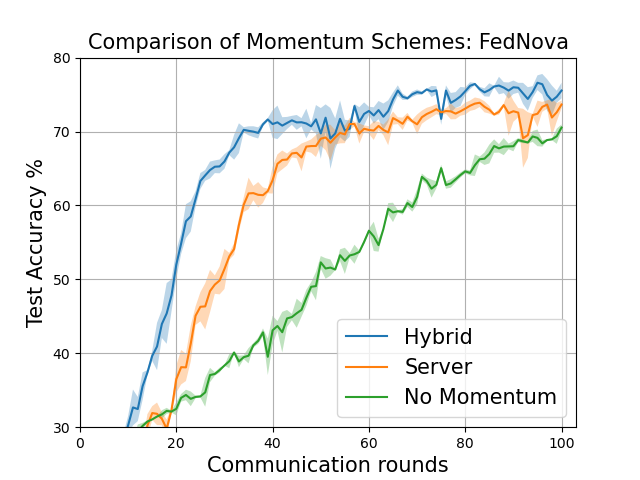 Comparison of Momentum Schemes: FedNova
Test Accuracy %
80
70
60
50
40
30
0 20 40 60 80 100
Communication rounds
Hybrid
Server
No Momentum